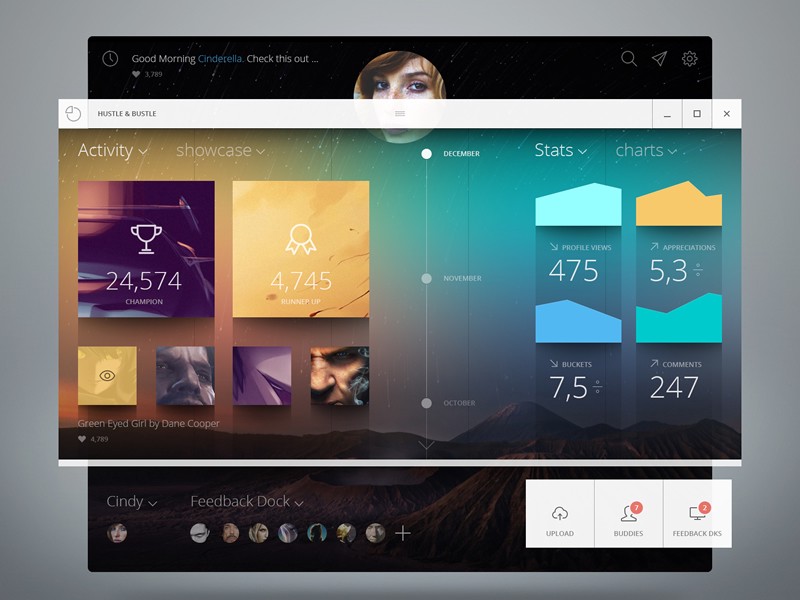 Good Morning Cinderella. Check this out ...
3,789
HUSTLE & BUSTLE
Activity
showcase
DECEMBER
Stats
charts
24,574
CHAMPION
4,745
RUNNER UP
PROFILE VIEWS
475
APPRECIATIONS
5,3
NOVEMBER
BUCKETS
7,5
COMMENTS
247
OCTOBER
Green Eyed Girl by Dane Cooper
4,789
Cindy
Feedback Dock
UPLOAD
7
BUDDIES
2
FEEDBACK DKS